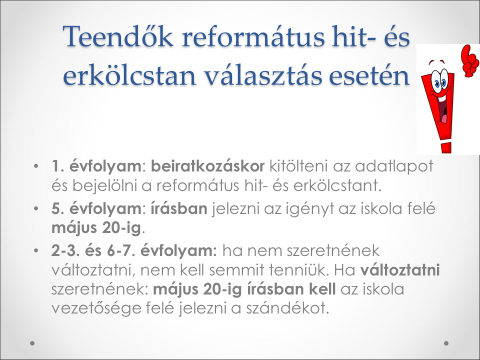 Teendők református hit- és
erkölcstan választás esetén
• 1. évfolyam: beiratkozáskor kitölteni az adatlapot
és bejelölni a református hit- és erkölcstant.
• 5. évfolyam: írásban jelezni az igényt az iskola felé
május 20-ig.
• 2-3. és 6-7. évfolyam: ha nem szeretnének
változtatni, nem kell semmit tenniük. Ha változtatni
szeretnének: május 20-ig írásban kell az iskola
vezetősége felé jelezni a szándékot.